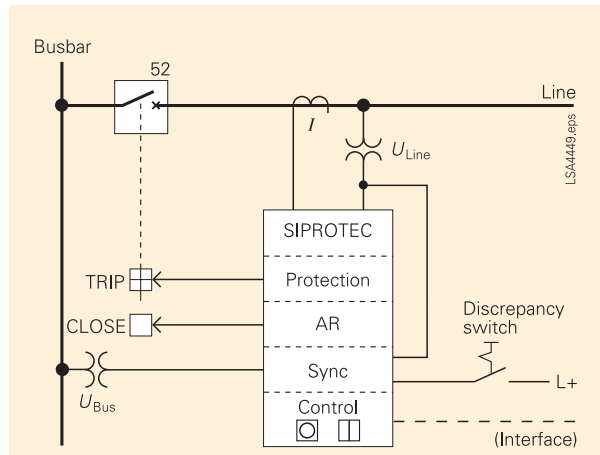 Busbar
52
Line
I
U Line
LSA4449.eps
SIPROTEC
TRIP
Protection
CLOSE
AR
Discrepancy
switch
Sync
L+
U Bus
Control
(Interface)